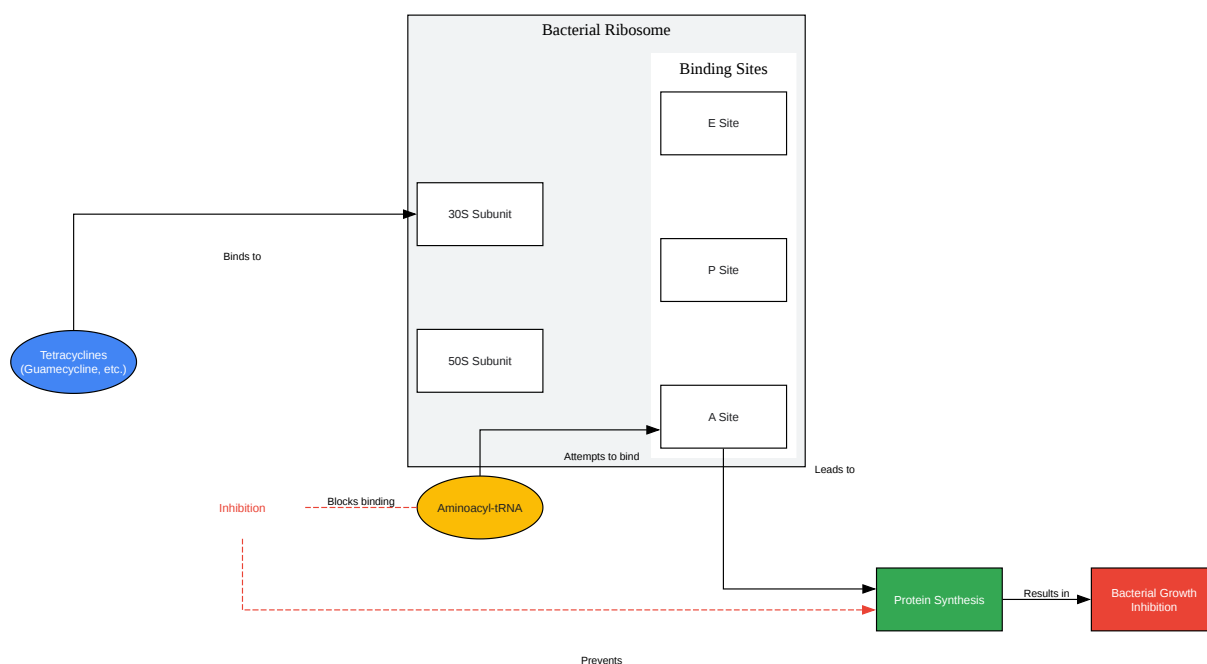 Bacterial Ribosome
Binding Sites
E Site
30S Subunit
Binds to
P Site
Tetracyclines
(Guamecycline, etc.)
50S Subunit
A Site
Attempts to bind
Leads to
Inhibition
Blocks binding
Aminoacyl-tRNA
Protein Synthesis
Results in
Bacterial Growth
Inhibition
Prevents